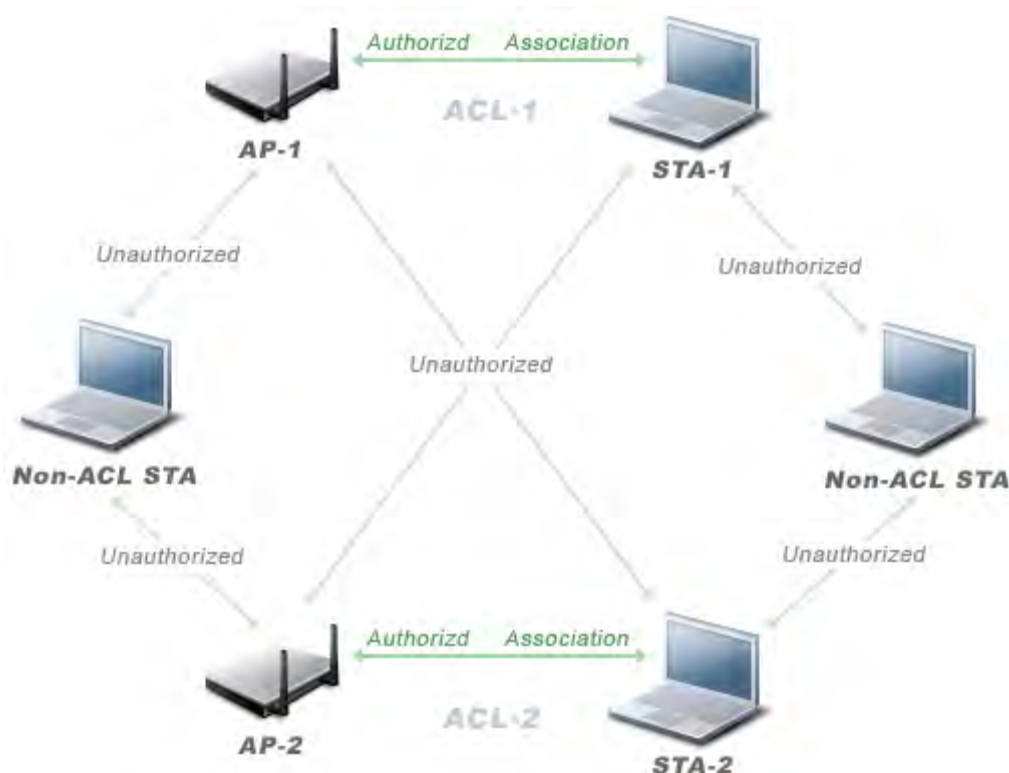 Authorizd Association
ACL-1
AP-1
STA-1
Unauthorized
Unauthorized
Unauthorized
Non-ACL STA
Non-ACL STA
Unauthorized
Unauthorized
Authorizd Association
ACL-2
AP-2
STA-2